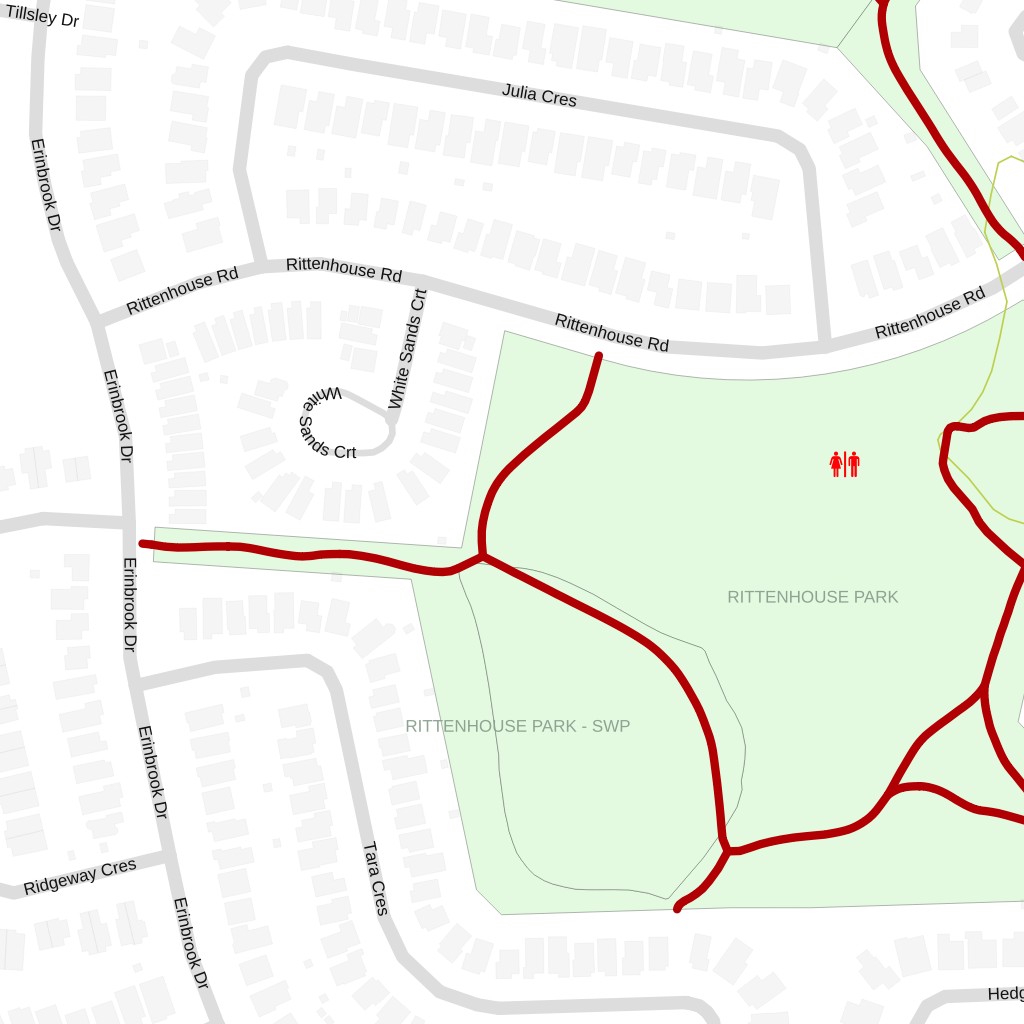 Tillsley Dr
Julia Cres
Erinbrook Dr
Rittenhouse Rd
Rittenhouse Rd
Rittenhouse Rd
Rittenhouse Rd
White Sands Crt
Erinbrook Dr
White Sands Crt
Erinbrook Dr
RITTENHOUSE PARK
RITTENHOUSE PARK - SWP
Erinbrook Dr
Tara Cres
Ridgeway Cres
Erinbrook Dr